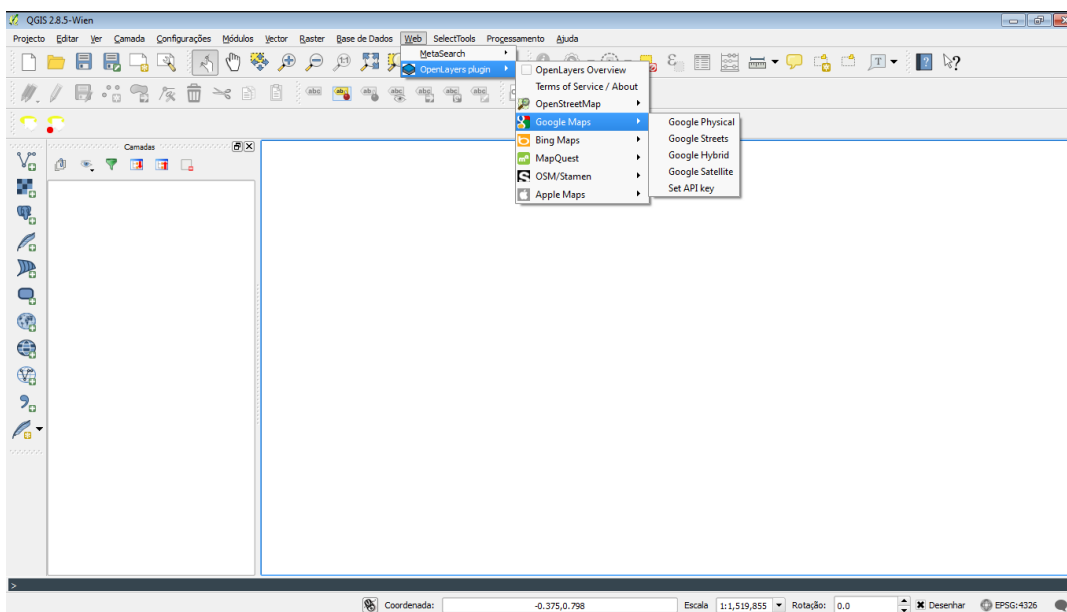 QGIS 2.8.5-Wien
Projecto Editar Ver Camada Configurações Módulos Vector Raster Base de Dados Web SelectTools Processamento Ajuda
MetaSearch
OpenLayers plugin
OpenLayers Overview
Terms of Service / About
OpenStreetMap
Google Maps
Bing Maps
MapQuest
OSM/Stamen
Apple Maps
Google Physical
Google Streets
Google Hybrid
Google Satellite
Set API key
Camadas
>
Coordenada: -0.375,0.798 Escala 1:1,519,855 Rotação: 0.0 Desenhar EPSG:4326